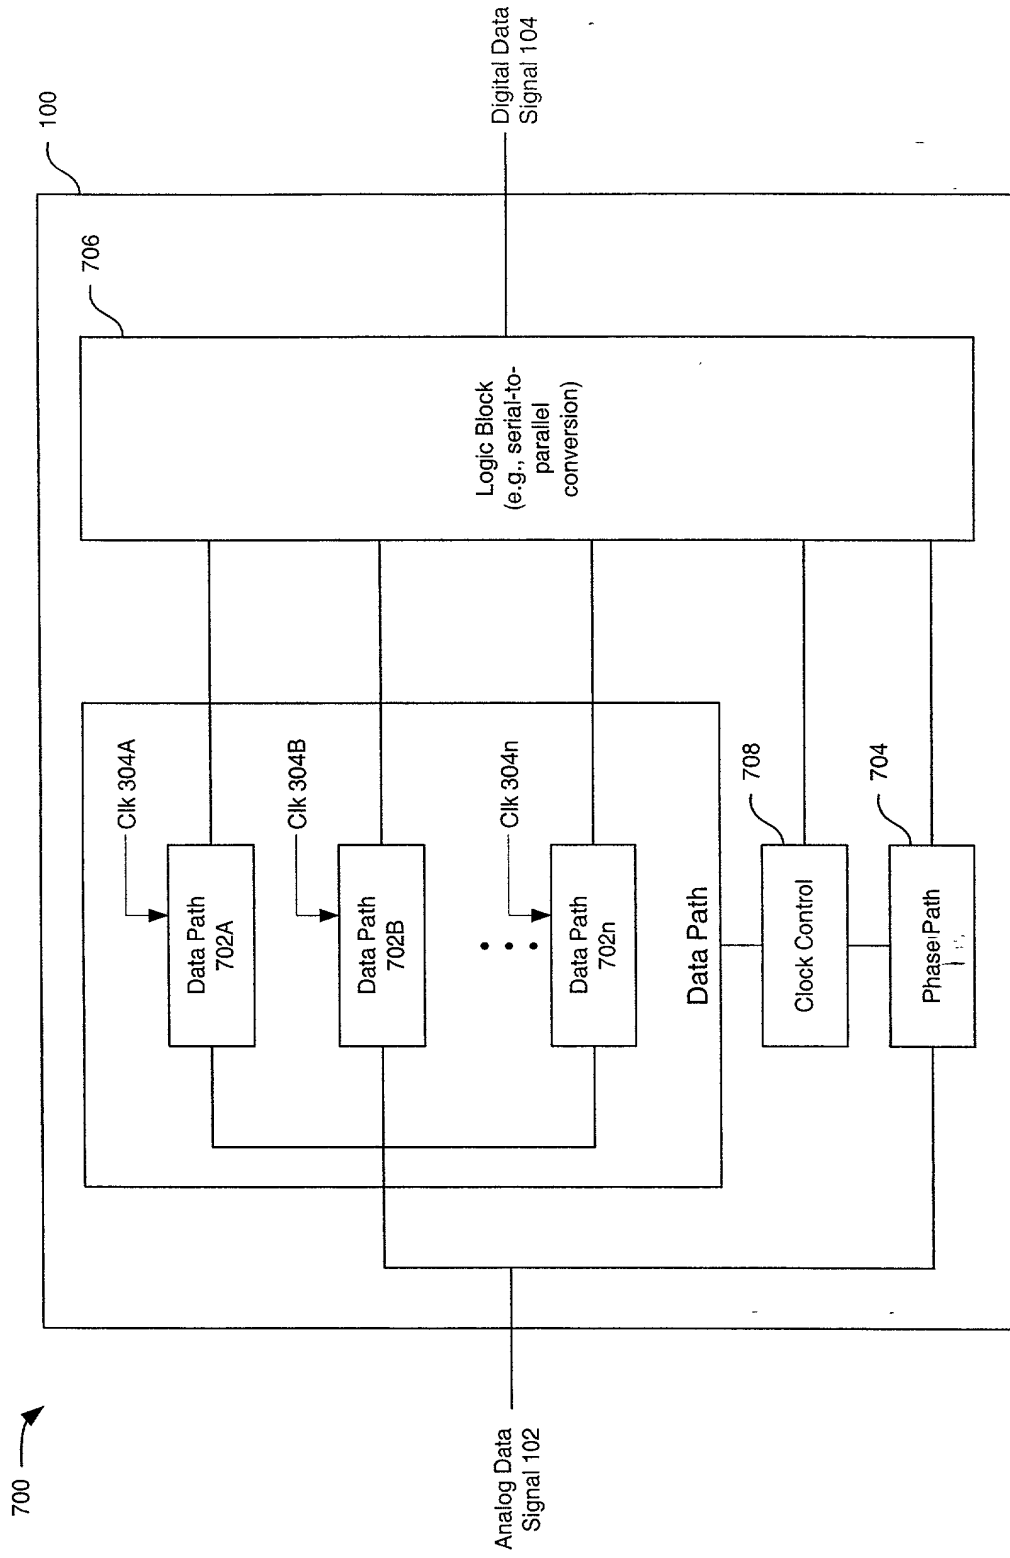 700
100
706
Analog Data
Signal 102
Clk 304A
Data Path
702A
Clk 304B
Data Path
702B
Clk 304n
Data Path
702n
Data Path
708
Clock Control
704
Phase Path
Logic Block
(e.g., serial-to-
parallel
conversion)
Digital Data
Signal 104